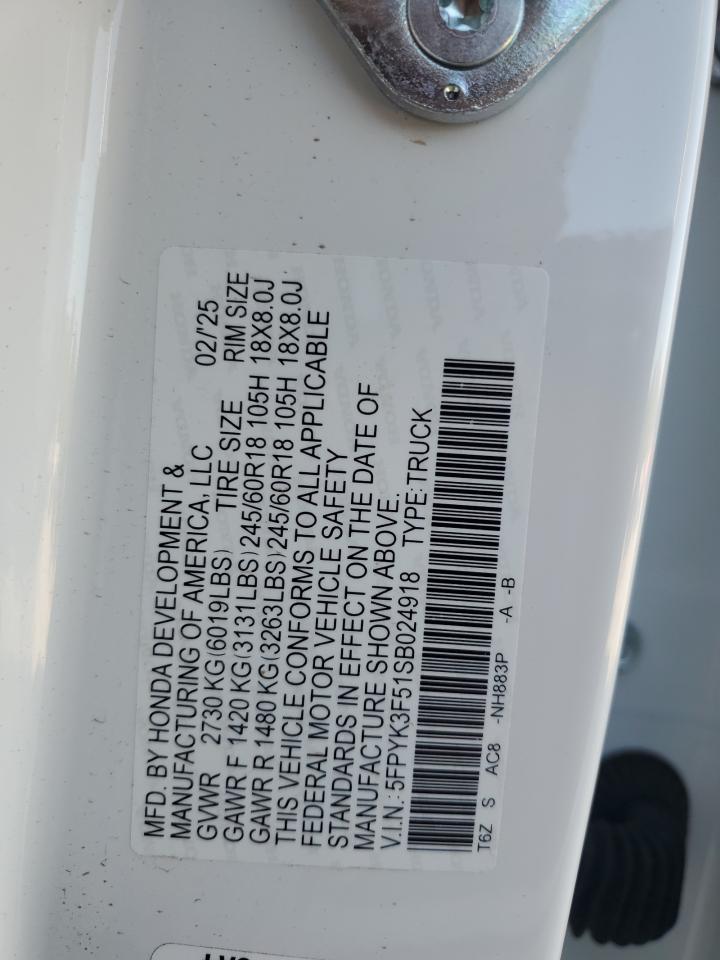 MFD. BY HONDA DEVELOPMENT &
MANUFACTURING OF AMERICA, LLC 02/'25
GVWR 2730 KG(6019LBS) TIRE SIZE RIM SIZE
GAWR F 1420 KG(3131LBS) 245/60R18 105H 18X8.0J
GAWR R 1480 KG(3263LBS) 245/60R18 105H 18X8.0J
THIS VEHICLE CONFORMS TO ALL APPLICABLE
FEDERAL MOTOR VEHICLE SAFETY
STANDARDS IN EFFECT ON THE DATE OF
MANUFACTURE SHOWN ABOVE.
V.I.N.: 5FPYK3F51SB024918 TYPE: TRUCK
T6Z S AC8 -NH883P -A -B